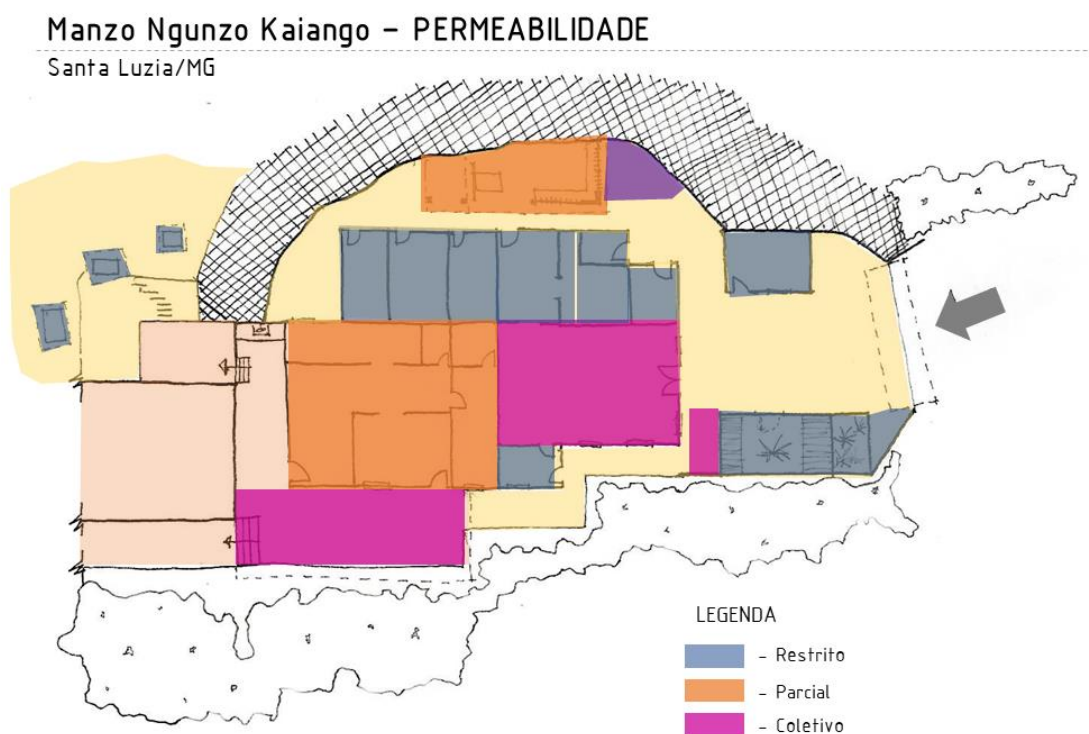 Manzo Ngunzo Kaiango – PERMEABILIDADE
Santa Luzia/MG
LEGENDA
- Restrito
- Parcial
- Coletivo